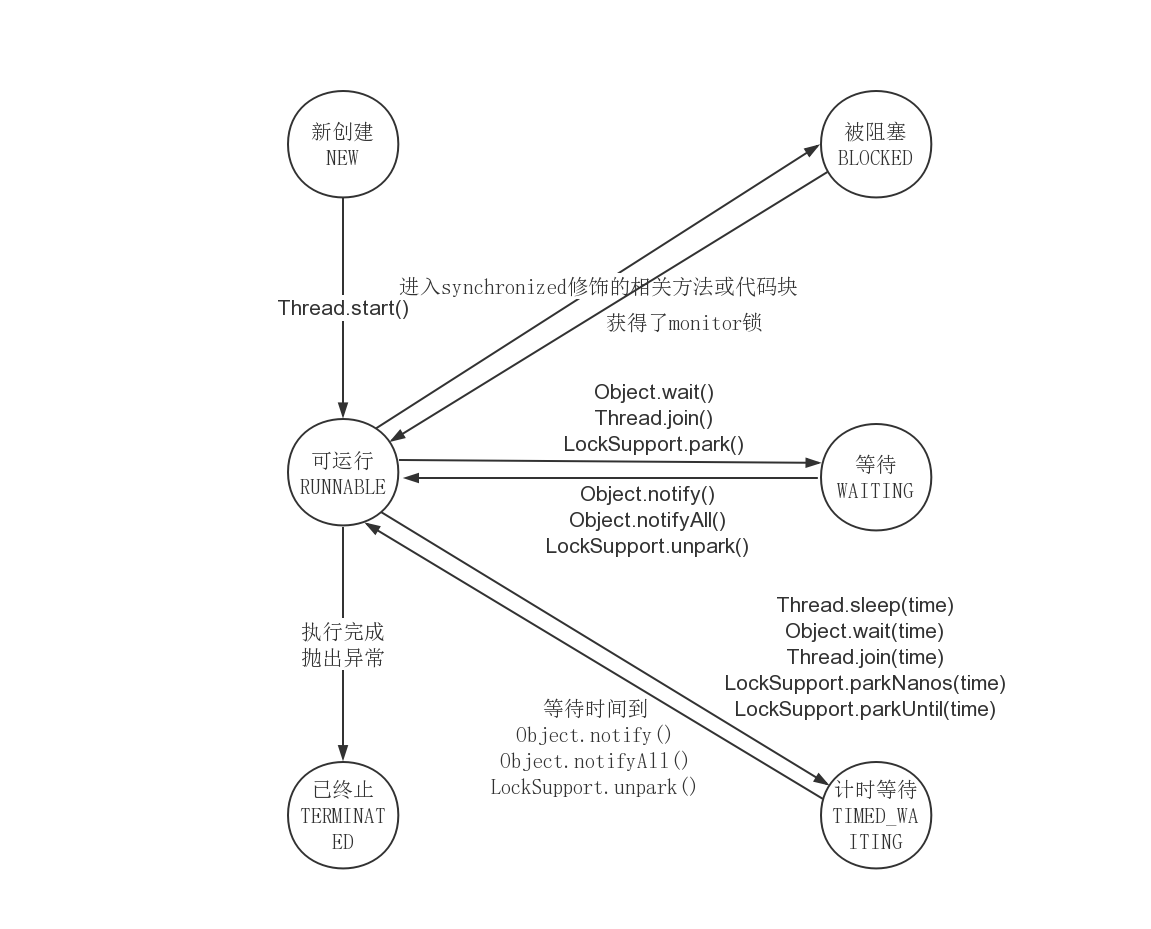 新创建
NEW
被阻塞
BLOCKED
进入synchronized修饰的相关方法或代码块
Thread.start()
获得了monitor锁
Object.wait()
Thread.join()
LockSupport.park()
可运行
RUNNABLE
等待
WAITING
Object.notify()
Object.notifyAll()
LockSupport.unpark()
Thread.sleep(time)
Object.wait(time)
Thread.join(time)
LockSupport.parkNanos(time)
LockSupport.parkUntil(time)
执行完成
抛出异常
等待时间到
Object.notify()
Object.notifyAll()
LockSupport.unpark()
已终止
TERMINAT
ED
计时等待
TIMED_WA
ITING